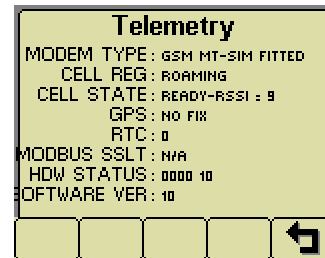 Telemetry
MODEM TYPE: GSM MT-SIM FITTED
CELL REG: ROAMING
CELL STATE: READY-RSSI : 9
GPS: NO FIX
RTC: 0
MODBUS SSLT: N/A
HDW STATUS: 0000 10
SOFTWARE VER: 10